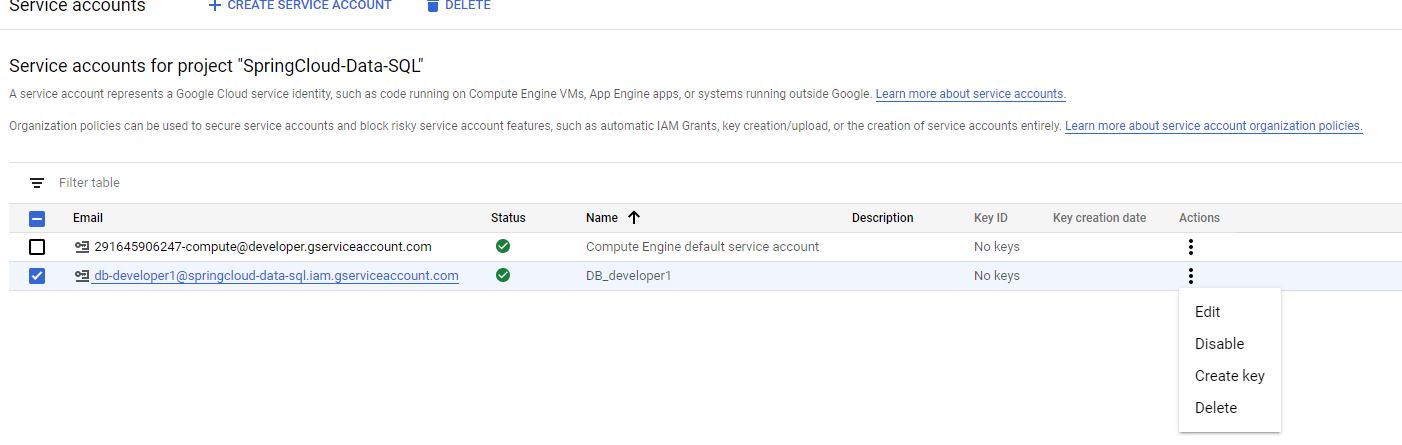 Service accounts + CREATE SERVICE ACCOUNT DELETE
Service accounts for project "SpringCloud-Data-SQL"
A service account represents a Google Cloud service identity, such as code running on Compute Engine VMs, App Engine apps, or systems running outside Google. Learn more about service accounts.
Organization policies can be used to secure service accounts and block risky service account features, such as automatic IAM Grants, key creation/upload, or the creation of service accounts entirely. Learn more about service account organization policies.
Filter table
Email Status Name Description Key ID Key creation date Actions
291645906247-compute@developer.gserviceaccount.com Compute Engine default service account No keys
db-developer1@springcloud-data-sql.iam.gserviceaccount.com DB_developer1 No keys
Edit
Disable
Create key
Delete